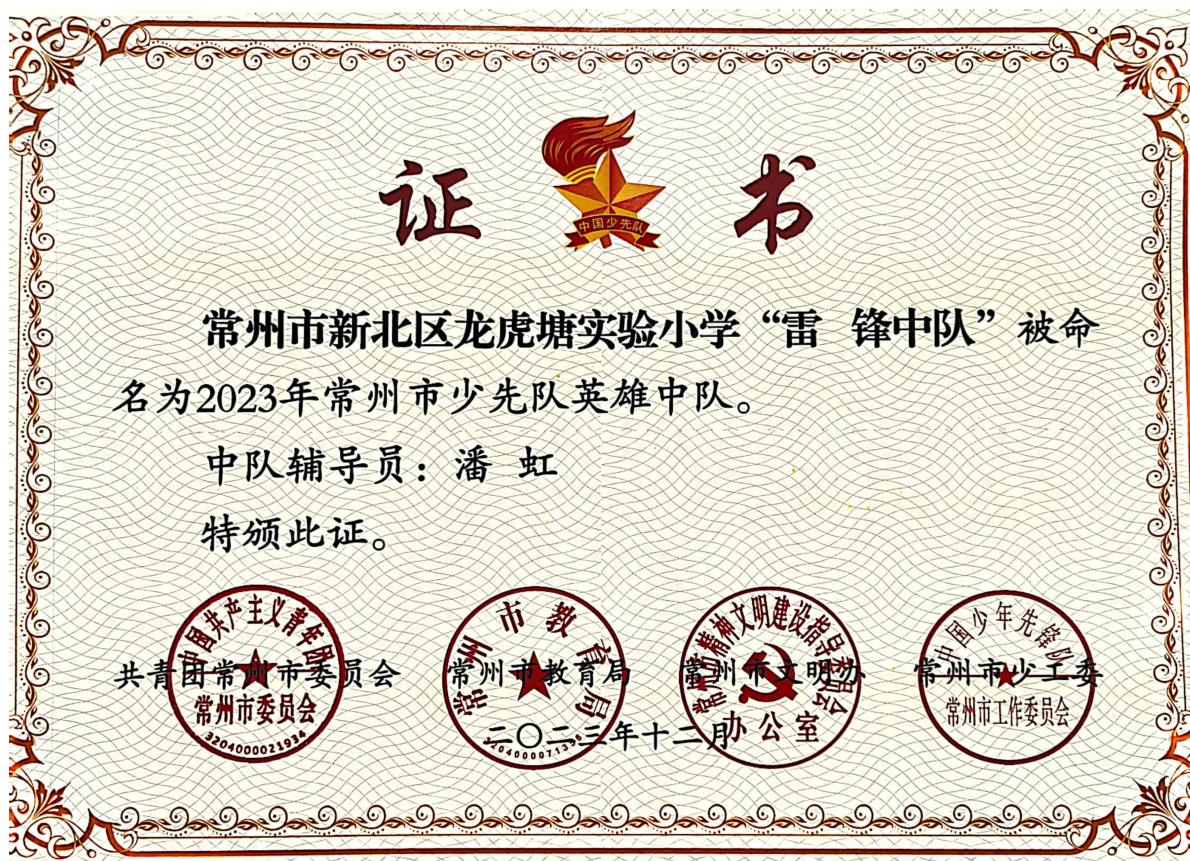 证 书
中国少先队
常州市新北区龙虎塘实验小学“雷 锋中队”被命
名为2023年常州市少先队英雄中队。
中队辅导员：潘 虹
特颁此证。
共青团常州市委员会 常州市教育局 常州市文明办 常州市少工委
二〇二三年十二月
中国共产主义青年团
常州市委员会
3204000021934
常州市教育局
常州市精神文明建设指导委员会
办公室
中国少年先锋队
常州市工作委员会